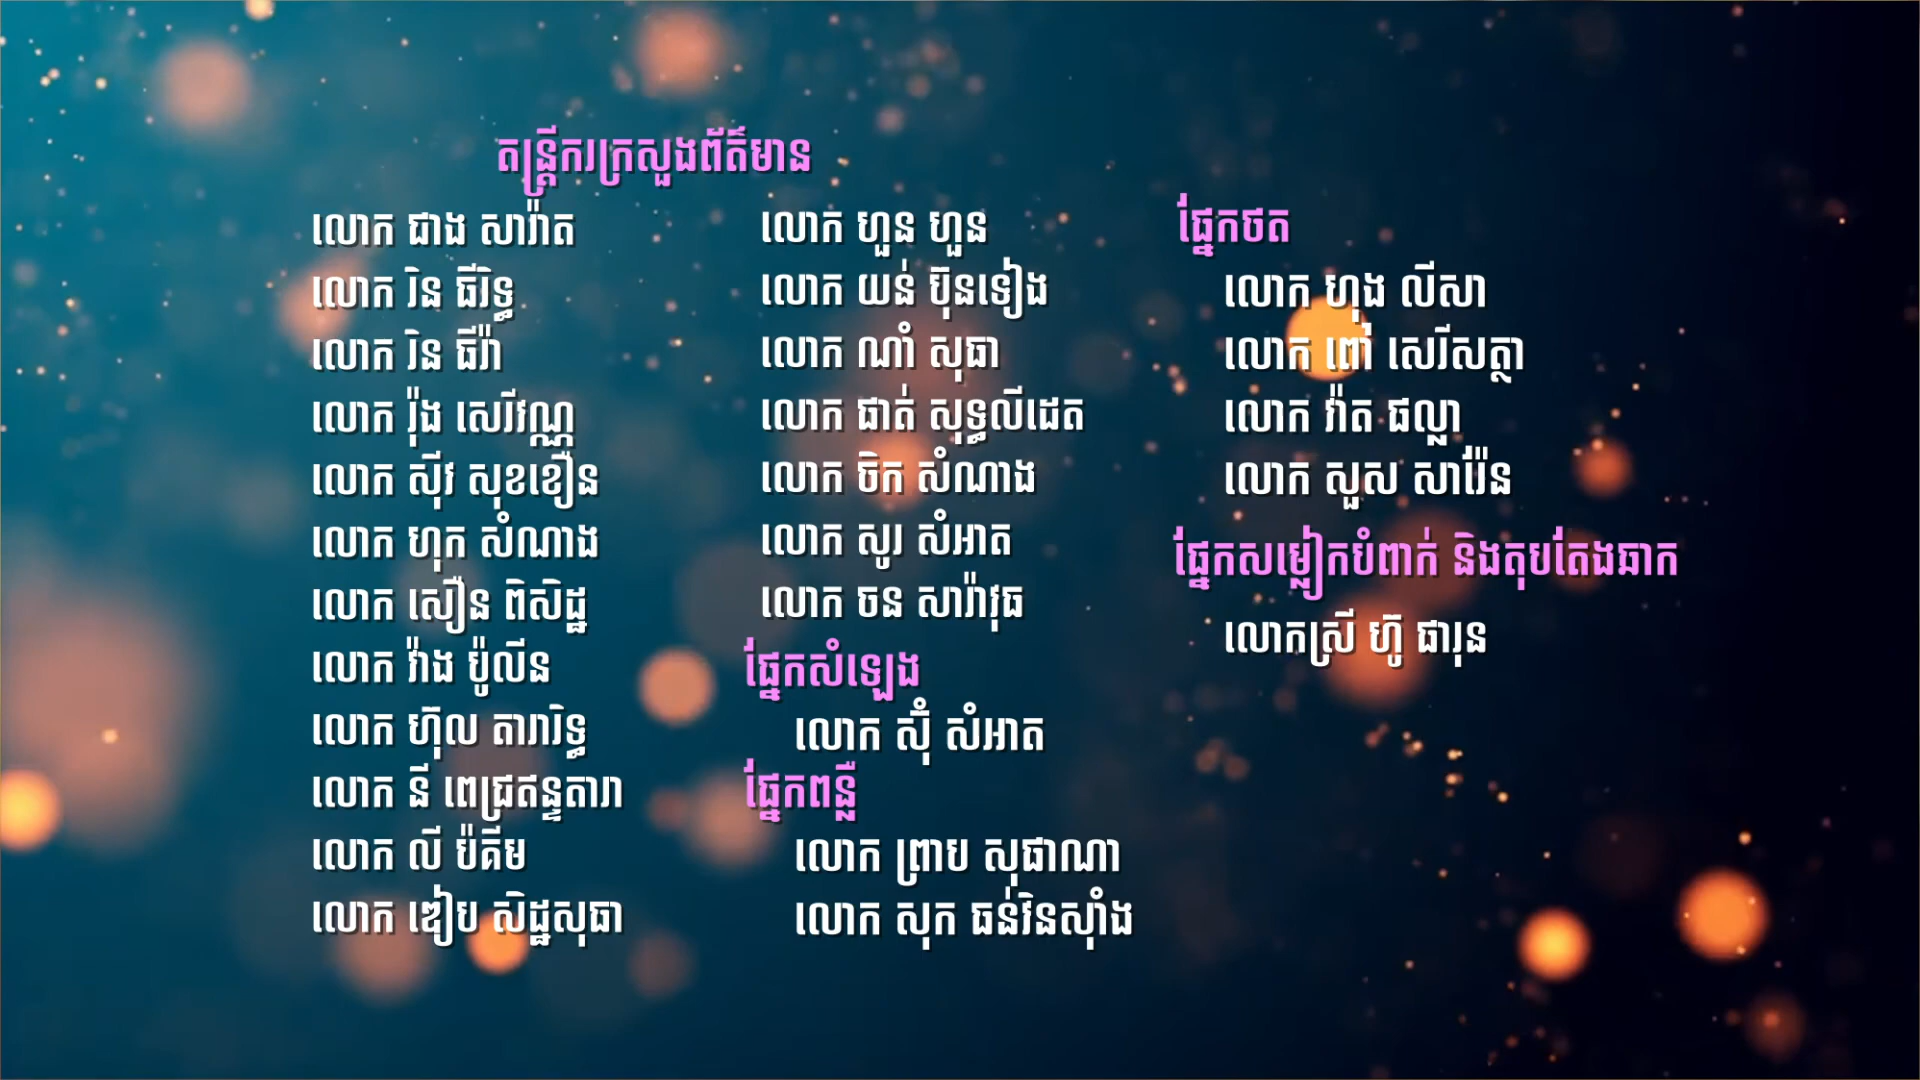 តន្ត្រីករក្រសួងព័ត៌មាន
លោក ជាង សារ៉ាត
លោក រិន ធីរិទ្ធ
លោក រិន ធីរ៉ា
លោក រ៉ុង សេរីវណ្ណ
លោក ស៊ីវ សុខខឿន
លោក ហុក សំណាង
លោក សឿន ពិសិដ្ឋ
លោក វ៉ាង ប៉ូលីន
លោក ហ៊ុល តារារិទ្ធ
លោក នី ពេជ្រឥន្ទតារា
លោក លី ប៉គីម
លោក ឌៀប សិដ្ឋសុធា
លោក ហួន ហួន
លោក យន់ ប៊ុនទៀង
លោក ណាំ សុធា
លោក ជាត់ សុទ្ធលីដេត
លោក ចិក សំណាង
លោក សូរ សំអាត
លោក ចន សារ៉ាវុធ
ផ្នែកសំឡេង
លោក ស៊ុំ សំអាត
ផ្នែកពន្លឺ
លោក ព្រាប សុផាណា
លោក សុក ធន់វិនស៊ាំង
ផ្នែកថត
លោក ហុង លីសា
លោក ពៅ សេរីសត្ថា
លោក វ៉ាត ផល្លា
លោក សួស សារ៉ែន
ផ្នែកសម្លៀកបំពាក់ និងតុបតែងឆាក
លោកស្រី ហ៊ូ ផារុន